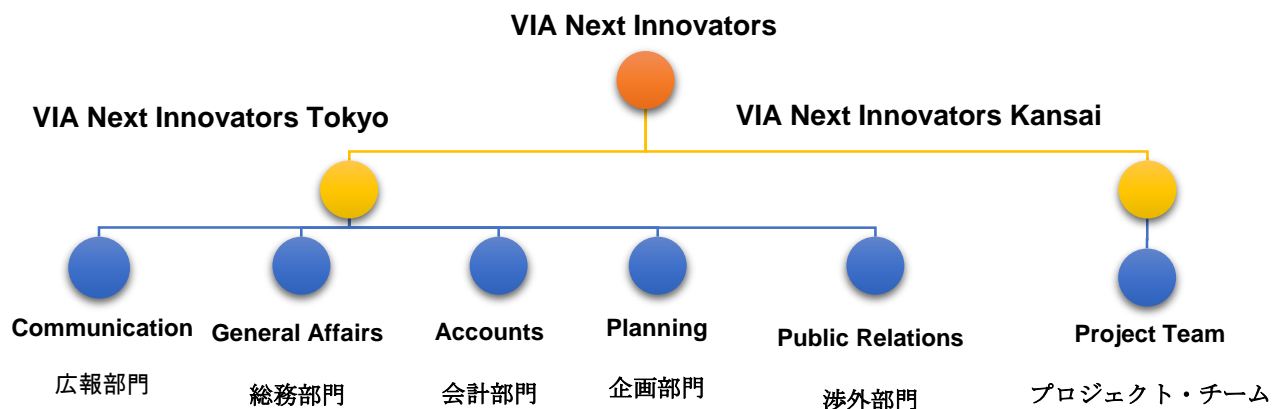 VIA Next Innovators
VIA Next Innovators Tokyo
VIA Next Innovators Kansai
Communication
General Affairs
Accounts
Planning
Public Relations
Project Team
広報部門
総務部門
会計部門
企画部門
渉外部門
プロジェクト・チーム